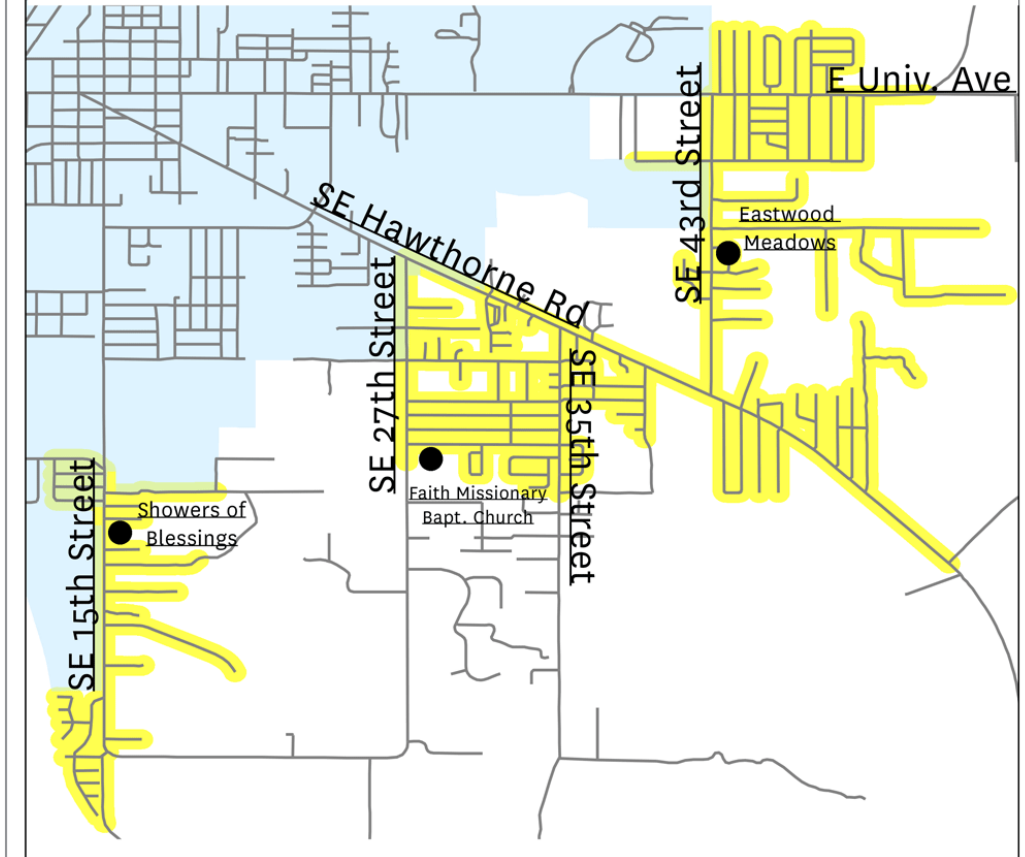 E Univ. Ave
SE 43rd Street
SE Hawthorne Rd
Eastwood
Meadows
SE 27th Street
SE 35th Street
Faith Missionary
Bapt. Church
SE 15th Street
Showers of
Blessings